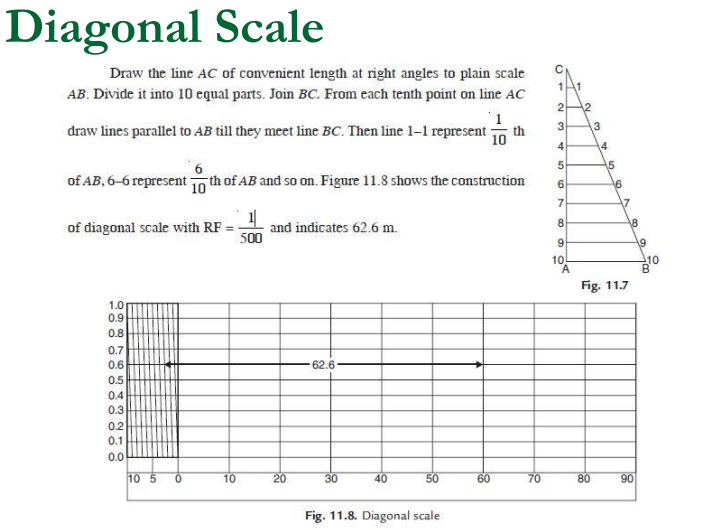 Diagonal Scale
Draw the line AC of convenient length at right angles to plain scale
AB. Divide it into 10 equal parts. Join BC. From each tenth point on line AC
draw lines parallel to AB till they meet line BC. Then line 1–1 represent 1/10 th
of AB, 6–6 represent 6/10 th of AB and so on. Figure 11.8 shows the construction
of diagonal scale with RF = 1/500 and indicates 62.6 m.
C
1 1
2 2
3 3
4 4
5 5
6 6
7 7
8 8
9 9
10 10
A B
Fig. 11.7
1.0
0.9
0.8
0.7
0.6 62.6
0.5
0.4
0.3
0.2
0.1
0.0
10 5 0 10 20 30 40 50 60 70 80 90
Fig. 11.8. Diagonal scale